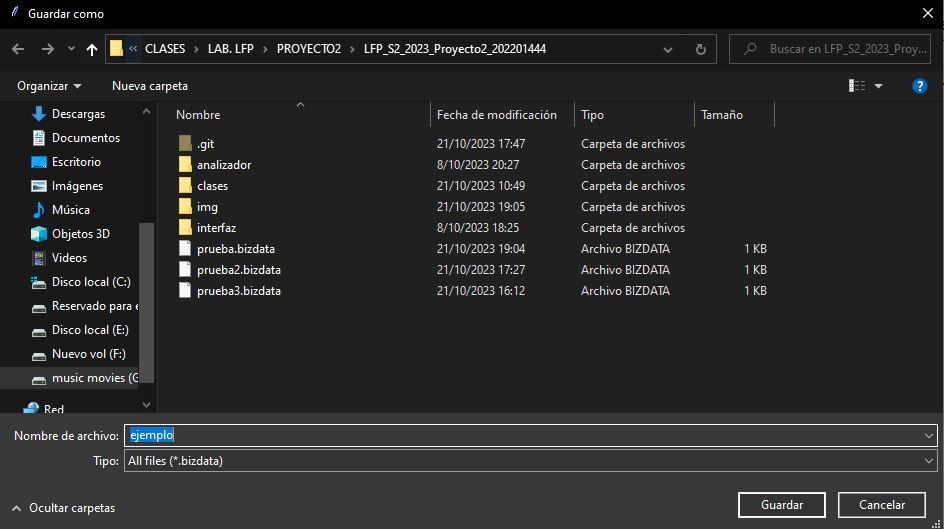 Guardar como
« CLASES › LAB. LFP › PROYECTO2 › LFP_S2_2023_Proyecto2_202201444
Buscar en LFP_S2_2023_Proy...
Organizar
Nueva carpeta
Descargas
Documentos
Escritorio
Imágenes
Música
Objetos 3D
Videos
Disco local (C:)
Reservado para e
Disco local (E:)
Nuevo vol (F:)
music movies (G
Red
Nombre Fecha de modificación Tipo Tamaño
.git 21/10/2023 17:47 Carpeta de archivos
analizador 8/10/2023 20:27 Carpeta de archivos
clases 21/10/2023 10:49 Carpeta de archivos
img 21/10/2023 19:05 Carpeta de archivos
interfaz 8/10/2023 18:25 Carpeta de archivos
prueba.bizdata 21/10/2023 19:04 Archivo BIZDATA 1 KB
prueba2.bizdata 21/10/2023 17:27 Archivo BIZDATA 1 KB
prueba3.bizdata 21/10/2023 16:12 Archivo BIZDATA 1 KB
Nombre de archivo: ejemplo
Tipo: All files (*.bizdata)
Ocultar carpetas
Guardar
Cancelar